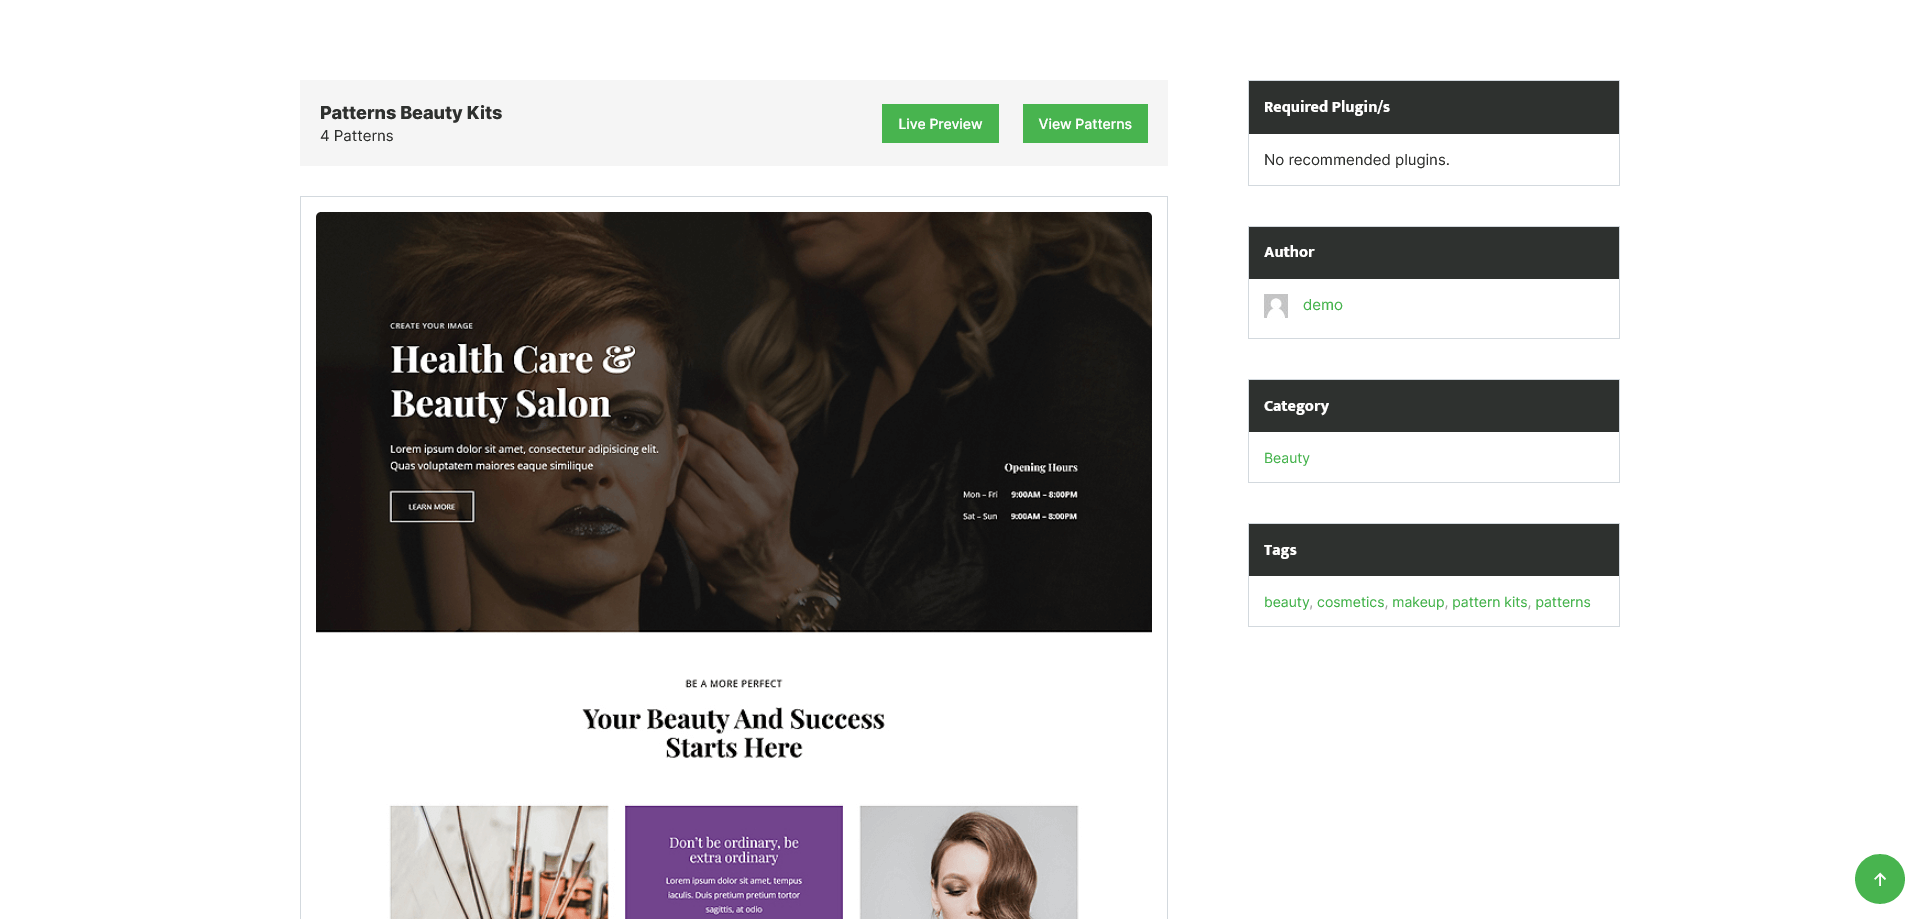 Patterns Beauty Kits
4 Patterns
Live Preview
View Patterns
CREATE YOUR IMAGE
Health Care &
Beauty Salon
Lorem ipsum dolor sit amet, consectetur adipisicing elit.
Quas voluptatem maiores eaque similique
LEARN MORE
Opening Hours
Mon – Fri 9:00AM – 8:00PM
Sat – Sun 9:00AM – 8:00PM
BE A MORE PERFECT
Your Beauty And Success
Starts Here
Don't be ordinary, be
extra ordinary
Lorem ipsum dolor sit amet, tempus
iaculis. Duis pretium pretium tortor
sagittis, at odio
Required Plugin/s
No recommended plugins.
Author
demo
Category
Beauty
Tags
beauty, cosmetics, makeup, pattern kits, patterns